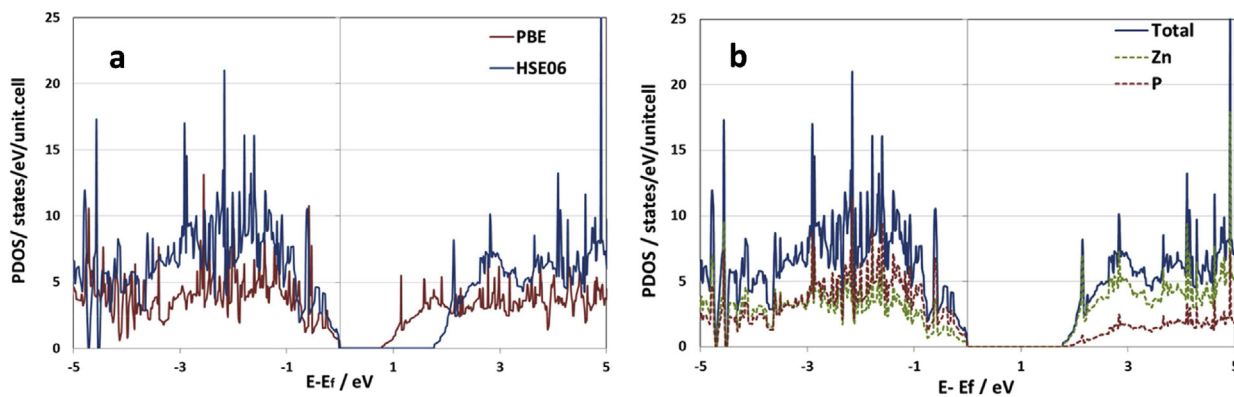 a
PBE
HSE06
PDOS/ states/eV/unit.cell
25
20
15
10
5
0
-5
-3
-1
1
3
5
E-Ef / eV
b
Total
Zn
P
PDOS / states/eV/unitcell
25
20
15
10
5
0
-5
-3
-1
1
3
5
E- Ef / eV